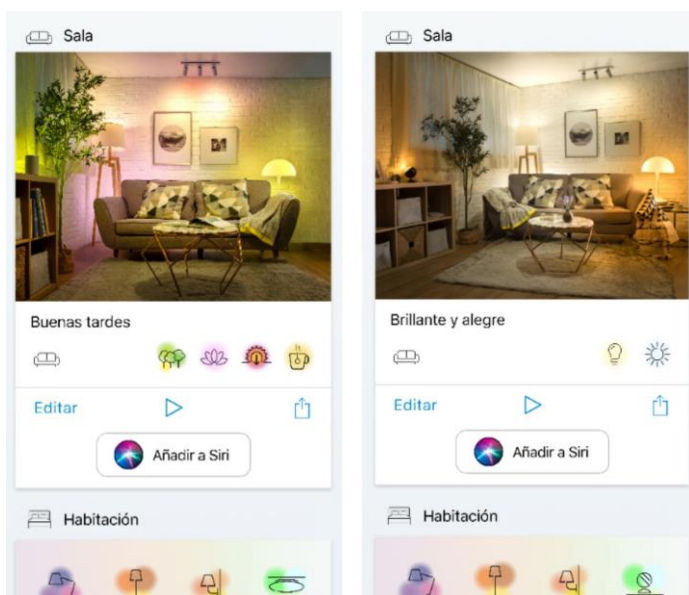 Sala
Buenas tardes
Editar
Añadir a Siri
Habitación
Sala
Brillante y alegre
Editar
Añadir a Siri
Habitación